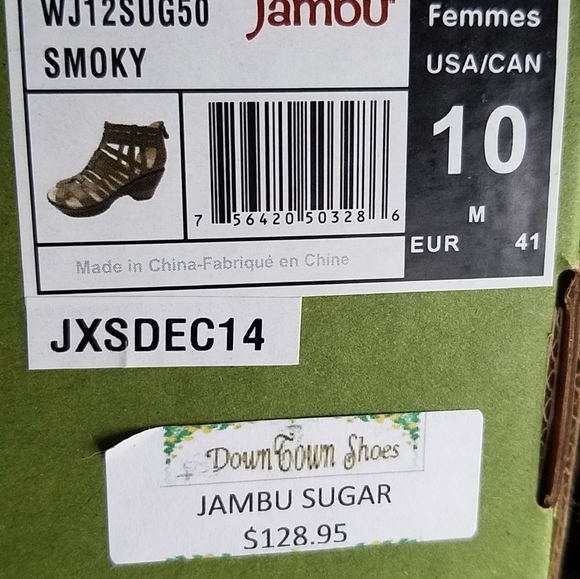 WJ12SUG50
Jambu
SMOKY
Femmes
USA/CAN
10
M
EUR 41
7 56420 50328 6
Made in China-Fabriqué en Chine
JXSDEC14
DownTown Shoes
JAMBU SUGAR
$128.95